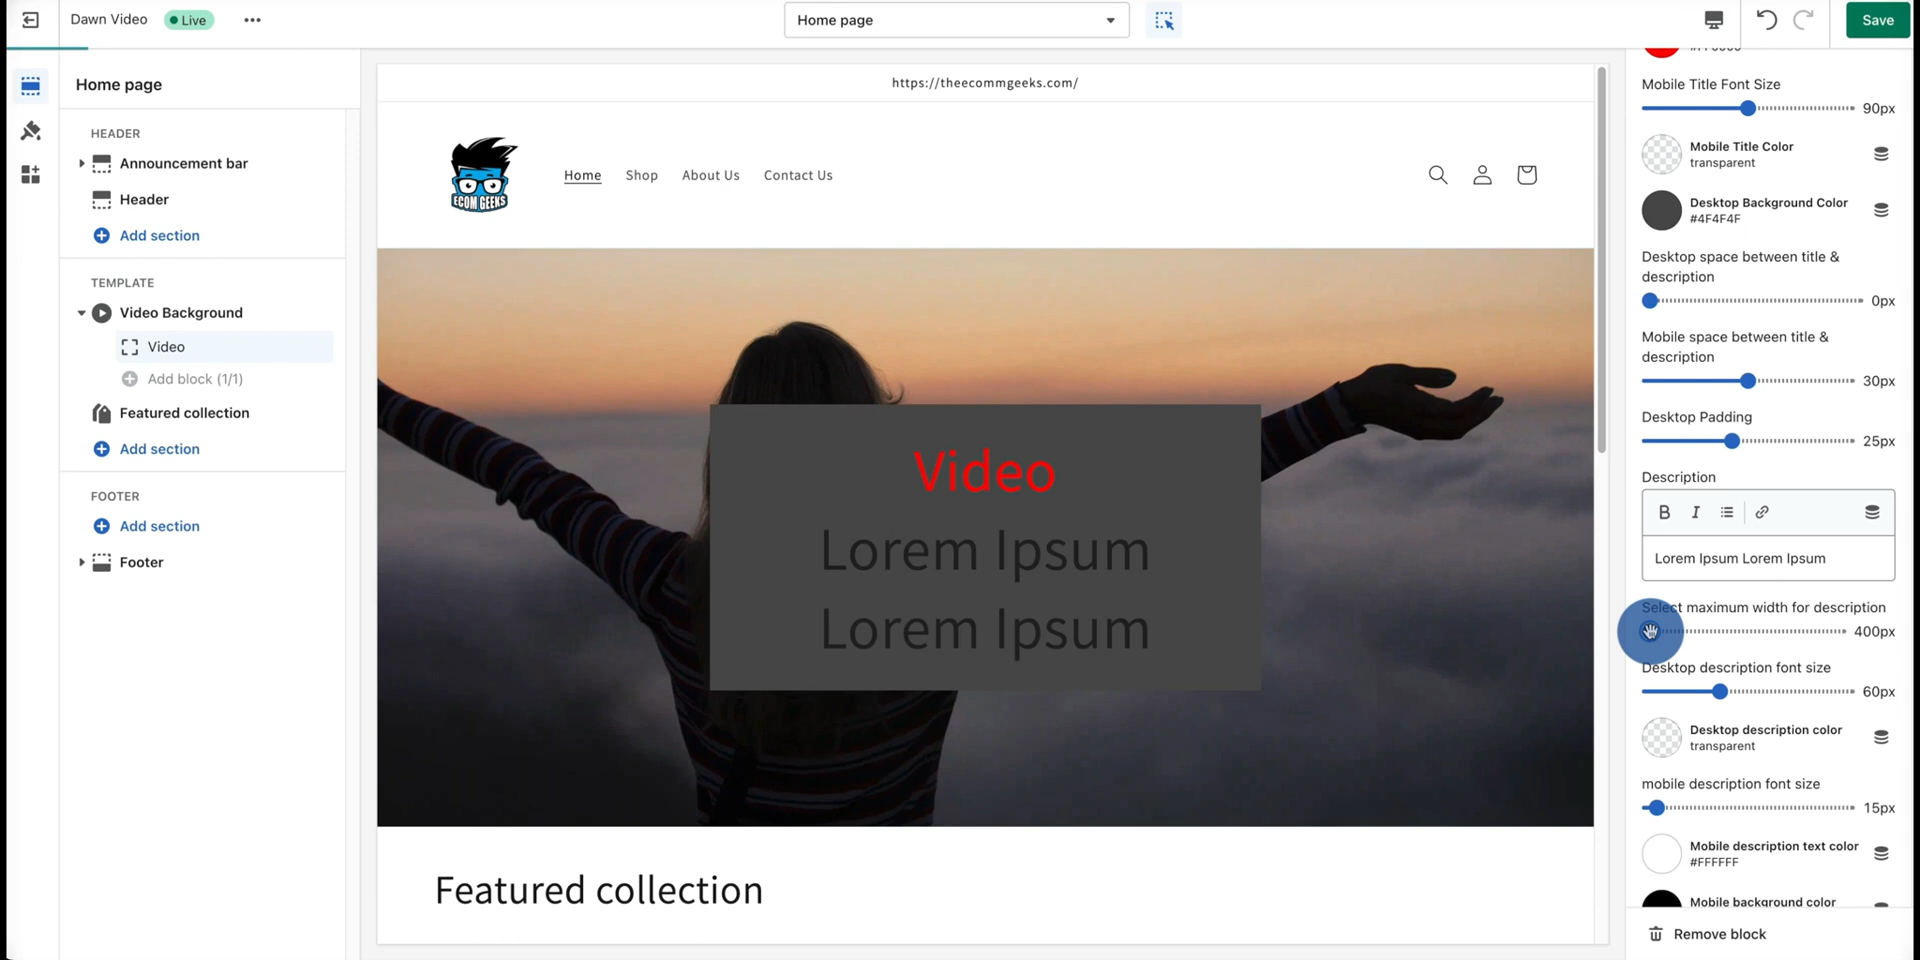 Dawn Video
Live
Home page
Save
Home page
HEADER
Announcement bar
Header
Add section
TEMPLATE
Video Background
Video
Add block (1/1)
Featured collection
Add section
FOOTER
Add section
Footer
https://theecommgeeks.com/
ECOM GEEKS
Home
Shop
About Us
Contact Us
Video
Lorem Ipsum
Lorem Ipsum
Featured collection
Mobile Title Font Size
90px
Mobile Title Color
transparent
Desktop Background Color
#4F4F4F
Desktop space between title &
description
0px
Mobile space between title &
description
30px
Desktop Padding
25px
Description
B I
Lorem Ipsum Lorem Ipsum
Select maximum width for description
400px
Desktop description font size
60px
Desktop description color
transparent
mobile description font size
15px
Mobile description text color
#FFFFFF
Mobile background color
Remove block